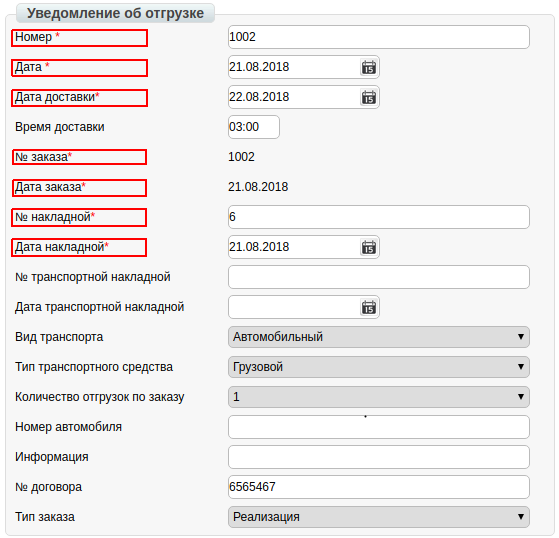 Уведомление об отгрузке
Номер * 1002
Дата * 21.08.2018
Дата доставки* 22.08.2018
Время доставки 03:00
№ заказа* 1002
Дата заказа* 21.08.2018
№ накладной* 6
Дата накладной* 21.08.2018
№ транспортной накладной
Дата транспортной накладной
Вид транспорта Автомобильный
Тип транспортного средства Грузовой
Количество отгрузок по заказу 1
Номер автомобиля
Информация
№ договора 6565467
Тип заказа Реализация